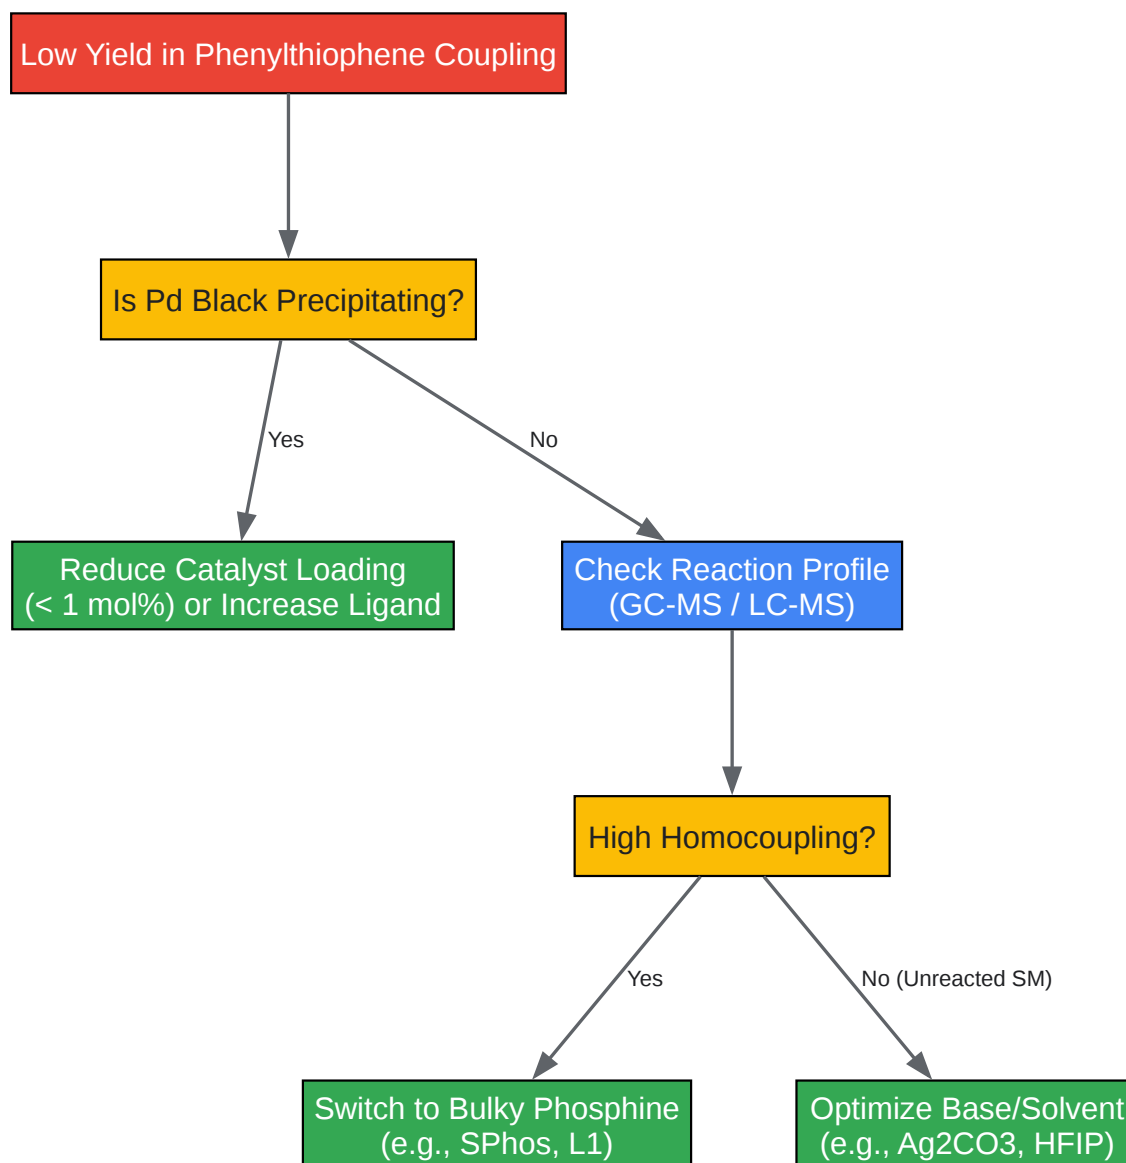 Low Yield in Phenylthiophene Coupling
Is Pd Black Precipitating?
Yes
No
Reduce Catalyst Loading
(< 1 mol%) or Increase Ligand
Check Reaction Profile
(GC-MS / LC-MS)
High Homocoupling?
Yes
No (Unreacted SM)
Switch to Bulky Phosphine
(e.g., SPhos, L1)
Optimize Base/Solvent
(e.g., Ag2CO3, HFIP)